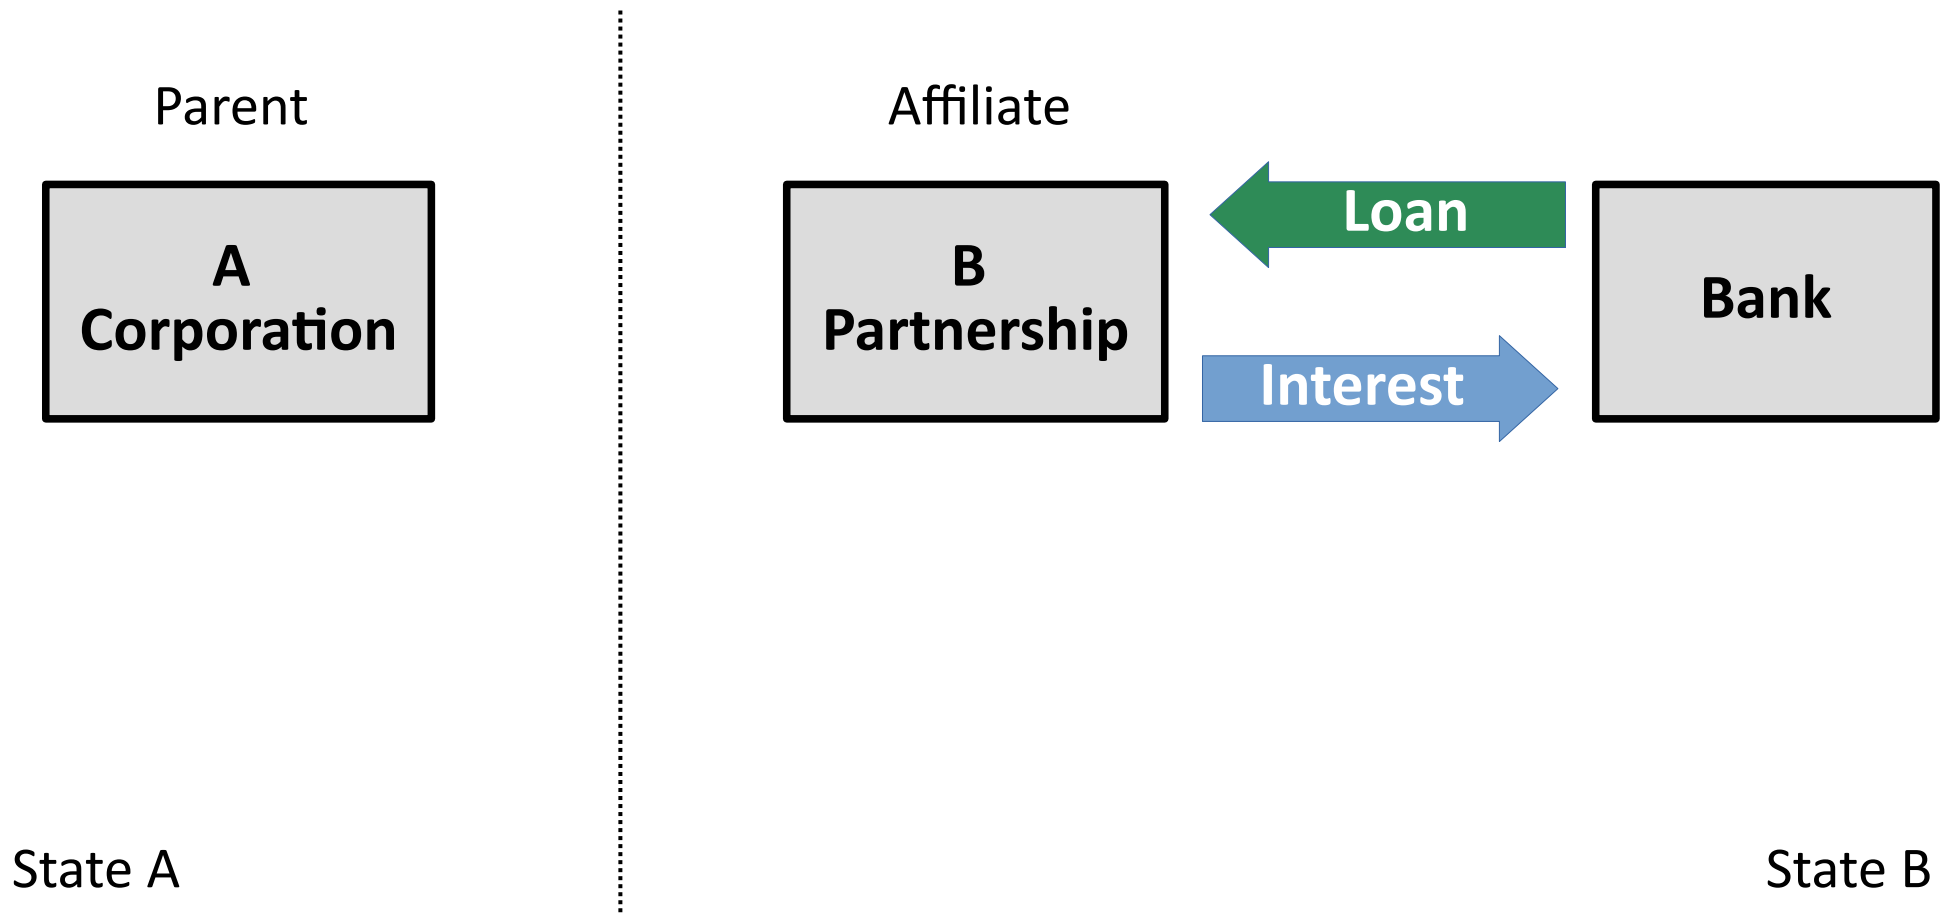 Parent
Affiliate
A
Corporation
B
Partnership
Loan
Interest
Bank
State A
State B